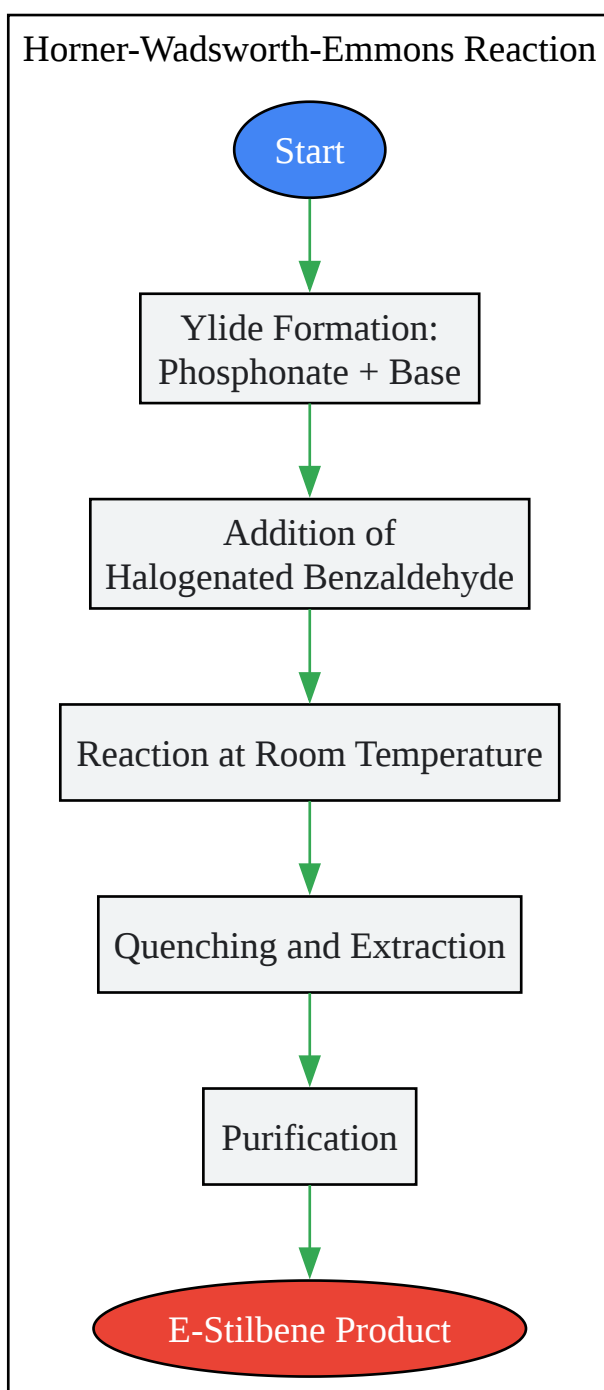 Horner-Wadsworth-Emmons Reaction
Start
Ylide Formation:
Phosphonate + Base
Addition of
Halogenated Benzaldehyde
Reaction at Room Temperature
Quenching and Extraction
Purification
E-Stilbene Product